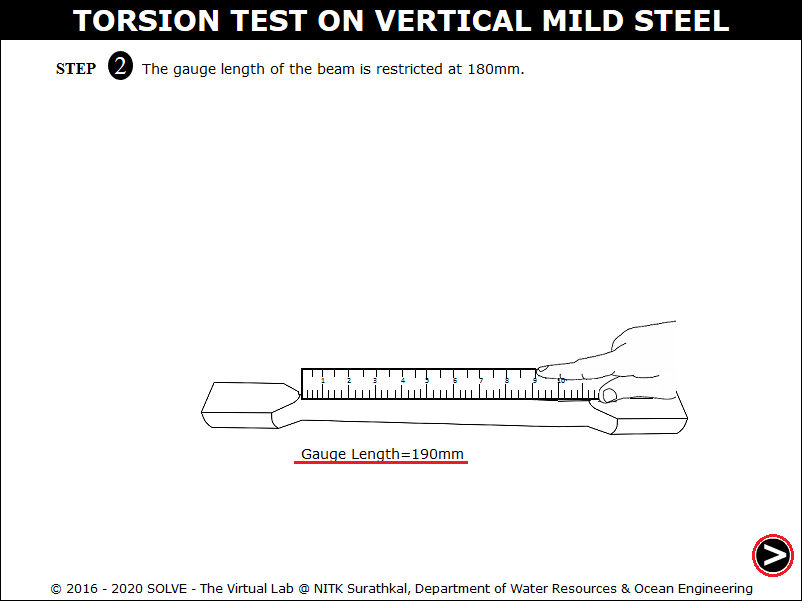 TORSION TEST ON VERTICAL MILD STEEL
STEP 2 The gauge length of the beam is restricted at 180mm.
1 2 3 4 5 6 7 8 9 10
Gauge Length=190mm
>
© 2016 - 2020 SOLVE - The Virtual Lab @ NITK Surathkal, Department of Water Resources & Ocean Engineering